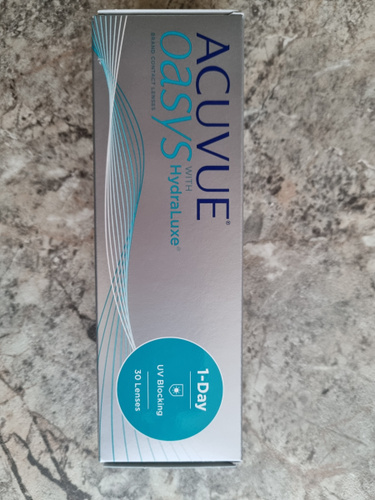 ACUVUE®
oasys WITH HydraLuxe®
BRAND CONTACT LENSES
1-Day
UV Blocking
30 Lenses